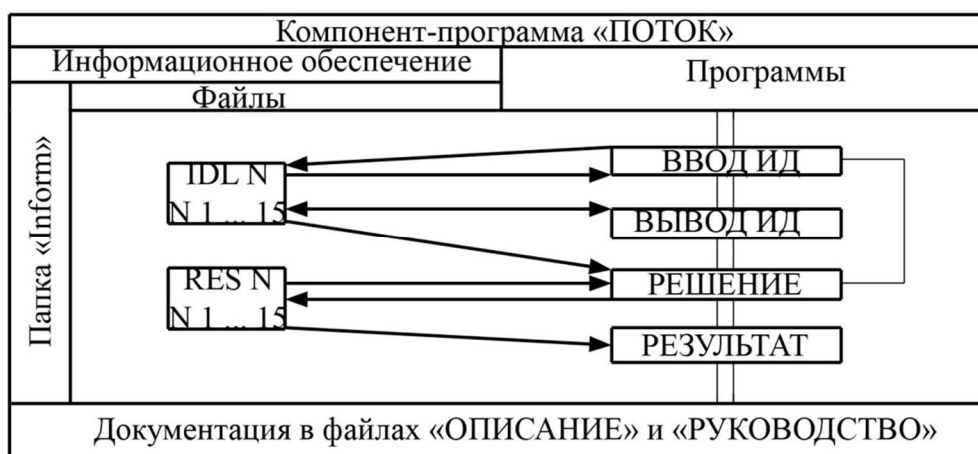 Компонент-программа «ПОТОК»
Информационное обеспечение
Программы
Файлы
Папка «Inform»
IDL N
N 1 ... 15
RES N
N 1 ... 15
ВВОД ИД
ВЫВОД ИД
РЕШЕНИЕ
РЕЗУЛЬТАТ
Документация в файлах «ОПИСАНИЕ» и «РУКОВОДСТВО»